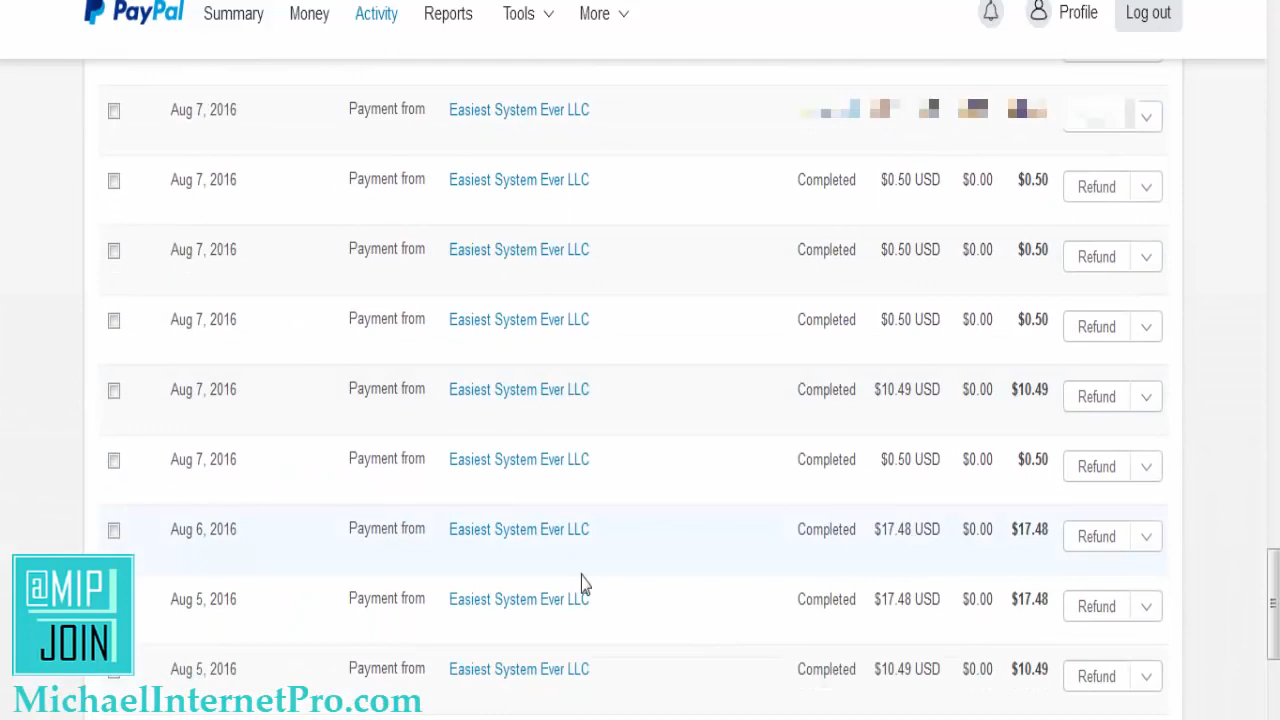 PayPal Summary Money Activity Reports Tools More Profile Log out
Aug 7, 2016 Payment from Easiest System Ever LLC
Aug 7, 2016 Payment from Easiest System Ever LLC Completed $0.50 USD $0.00 $0.50 Refund
Aug 7, 2016 Payment from Easiest System Ever LLC Completed $0.50 USD $0.00 $0.50 Refund
Aug 7, 2016 Payment from Easiest System Ever LLC Completed $0.50 USD $0.00 $0.50 Refund
Aug 7, 2016 Payment from Easiest System Ever LLC Completed $10.49 USD $0.00 $10.49 Refund
Aug 7, 2016 Payment from Easiest System Ever LLC Completed $0.50 USD $0.00 $0.50 Refund
Aug 6, 2016 Payment from Easiest System Ever LLC Completed $17.48 USD $0.00 $17.48 Refund
Aug 5, 2016 Payment from Easiest System Ever LLC Completed $17.48 USD $0.00 $17.48 Refund
Aug 5, 2016 Payment from Easiest System Ever LLC Completed $10.49 USD $0.00 $10.49 Refund
@MIP
JOIN
MichaelInternetPro.com